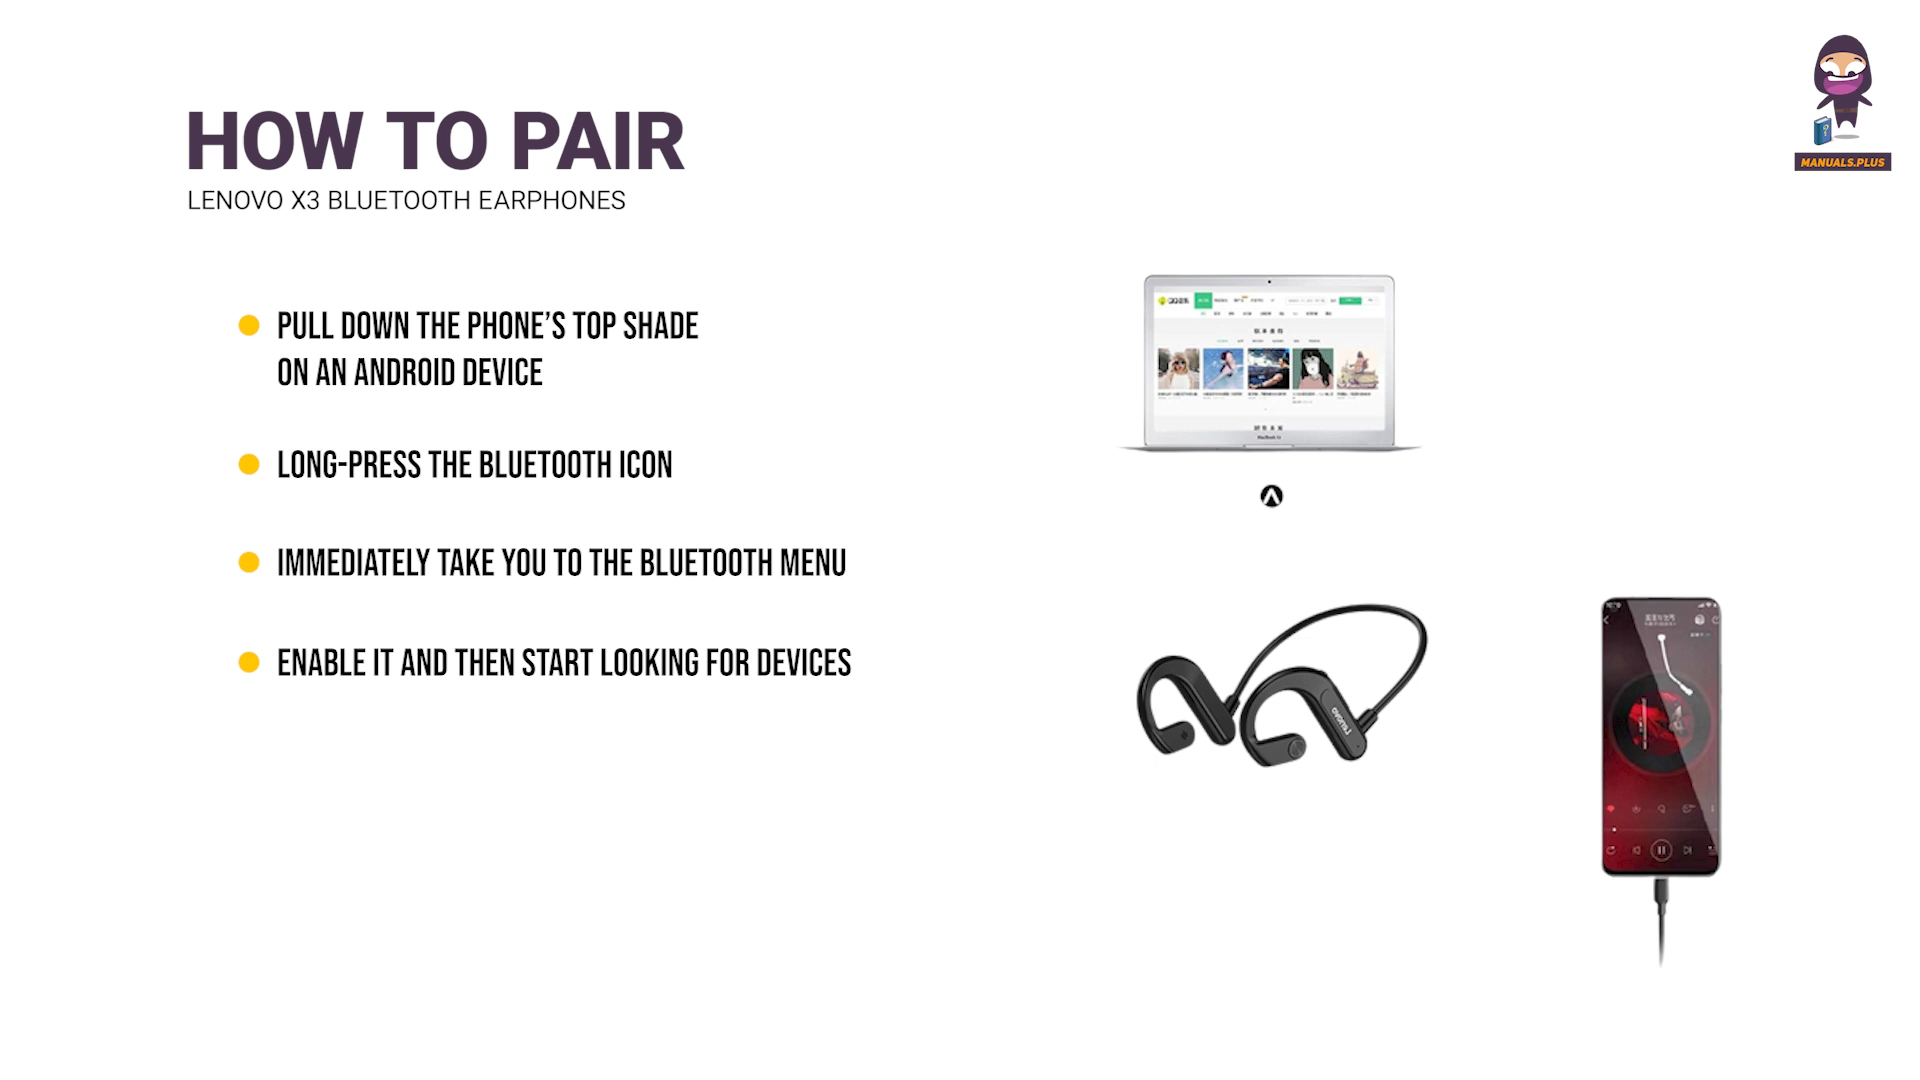 HOW TO PAIR
LENOVO X3 BLUETOOTH EARPHONES
PULL DOWN THE PHONE’S TOP SHADE
ON AN ANDROID DEVICE
LONG-PRESS THE BLUETOOTH ICON
IMMEDIATELY TAKE YOU TO THE BLUETOOTH MENU
ENABLE IT AND THEN START LOOKING FOR DEVICES
MANUALS.PLUS
MacBook Air
Lenovo